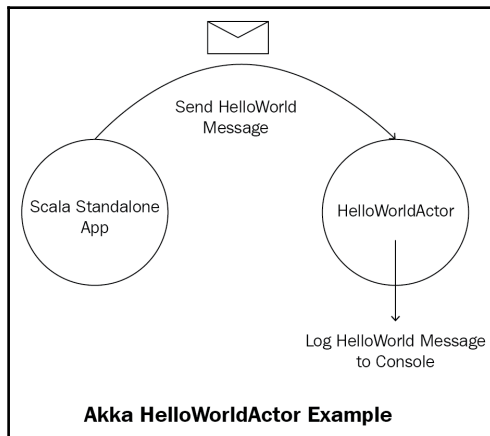 Send HelloWorld
Message
Scala Standalone
App
HelloWorldActor
Log HelloWorld Message
to Console
Akka HelloWorldActor Example